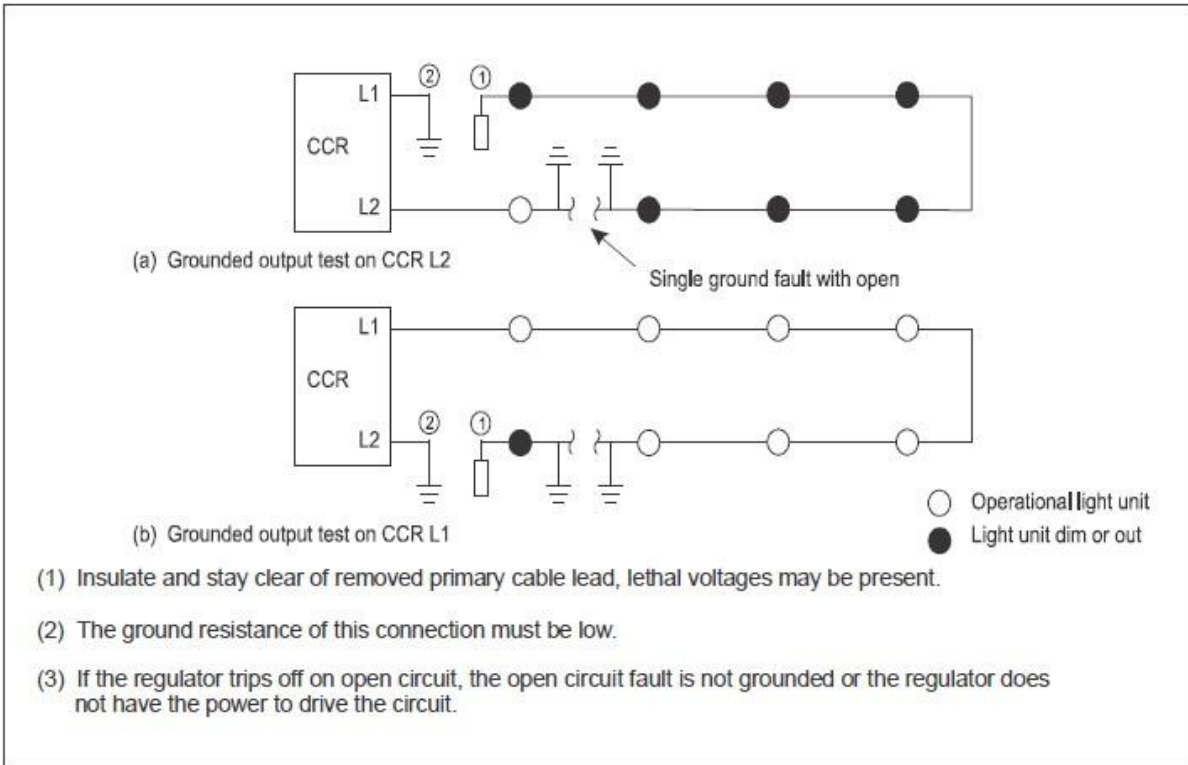 L1
②
①
CCR
L2
(a) Grounded output test on CCR L2
Single ground fault with open
L1
CCR
②
①
L2
(b) Grounded output test on CCR L1
Operational light unit
Light unit dim or out
(1) Insulate and stay clear of removed primary cable lead, lethal voltages may be present.
(2) The ground resistance of this connection must be low.
(3) If the regulator trips off on open circuit, the open circuit fault is not grounded or the regulator does
not have the power to drive the circuit.